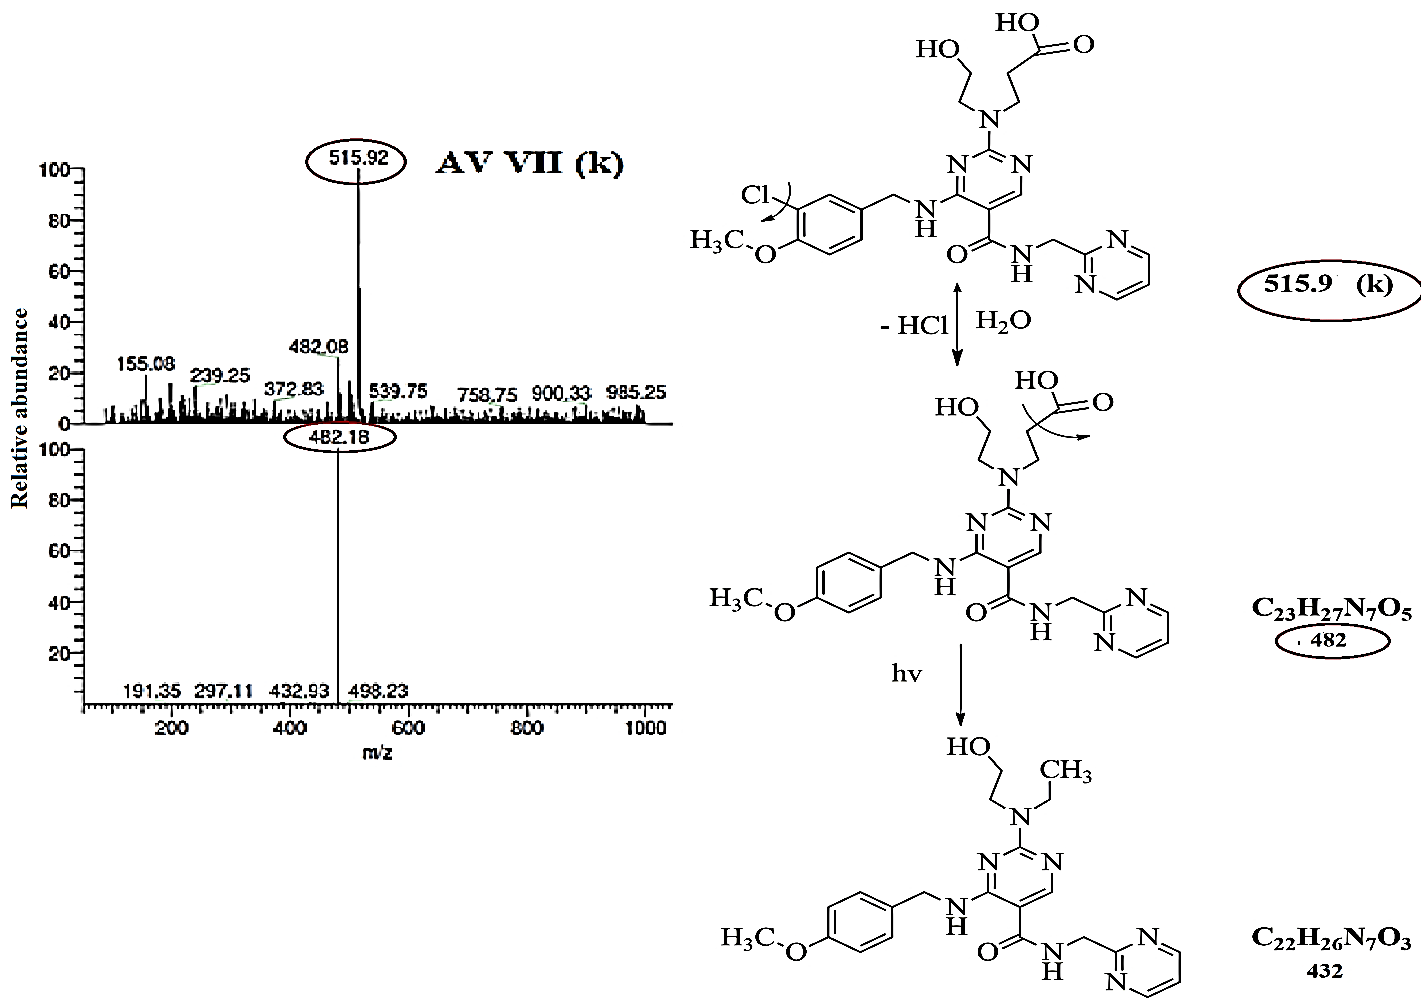 515.92
AV VII (k)
100
80
60
40
20
0
155.08
239.25
372.83
482.08
539.75
758.75
900.33
985.25
482.18
100
80
60
40
20
191.35
297.11
432.93
498.23
200
400
600
800
1000
m/z
Relative abundance
HO
HO
O
N
N
N
Cl
N
H
H3C
O
O
N
H
N
N
515.9 (k)
- HCl
H2O
HO
HO
O
N
N
N
N
H
H3C
O
O
N
H
N
N
C23H27N7O5
482
hv
HO
CH3
N
N
N
N
H
H3C
O
O
N
H
N
N
C22H26N7O3
432